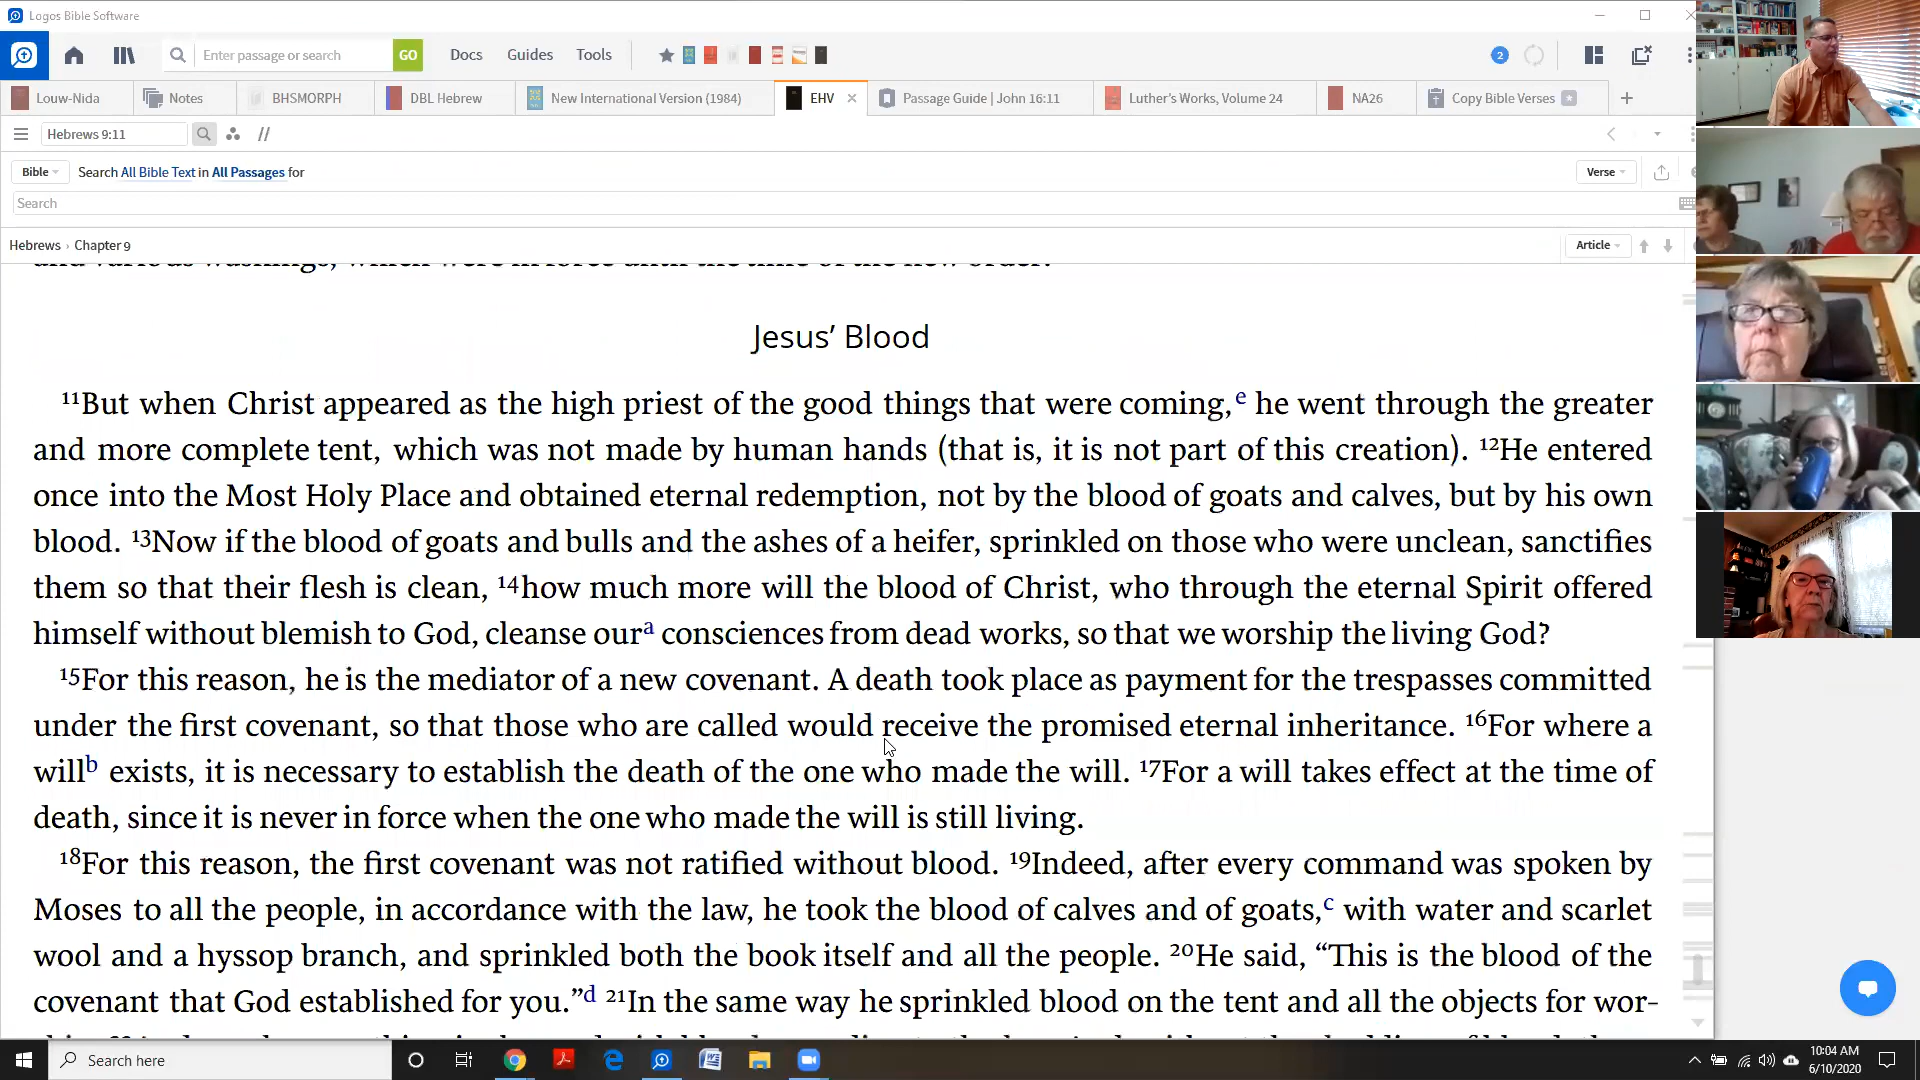 Logos Bible Software
Enter passage or search GO Docs Guides Tools 2
Louw-Nida Notes BHSMORPH DBL Hebrew New International Version (1984) EHV Passage Guide | John 16:11 Luther's Works, Volume 24 NA26 Copy Bible Verses
Hebrews 9:11 //
Bible Search All Bible Text in All Passages for Verse
Search
Hebrews › Chapter 9 Article
and various washings, which were in force until the time of the new order.
Jesus’ Blood
¹¹But when Christ appeared as the high priest of the good things that were coming,ᵉ he went through the greater
and more complete tent, which was not made by human hands (that is, it is not part of this creation). ¹²He entered
once into the Most Holy Place and obtained eternal redemption, not by the blood of goats and calves, but by his own
blood. ¹³Now if the blood of goats and bulls and the ashes of a heifer, sprinkled on those who were unclean, sanctifies
them so that their flesh is clean, ¹⁴how much more will the blood of Christ, who through the eternal Spirit offered
himself without blemish to God, cleanse ourᵃ consciences from dead works, so that we worship the living God?
¹⁵For this reason, he is the mediator of a new covenant. A death took place as payment for the trespasses committed
under the first covenant, so that those who are called would receive the promised eternal inheritance. ¹⁶For where a
willᵇ exists, it is necessary to establish the death of the one who made the will. ¹⁷For a will takes effect at the time of
death, since it is never in force when the one who made the will is still living.
¹⁸For this reason, the first covenant was not ratified without blood. ¹⁹Indeed, after every command was spoken by
Moses to all the people, in accordance with the law, he took the blood of calves and of goats,ᶜ with water and scarlet
wool and a hyssop branch, and sprinkled both the book itself and all the people. ²⁰He said, “This is the blood of the
covenant that God established for you.”ᵈ ²¹In the same way he sprinkled blood on the tent and all the objects for wor-
Search here
10:04 AM
6/10/2020